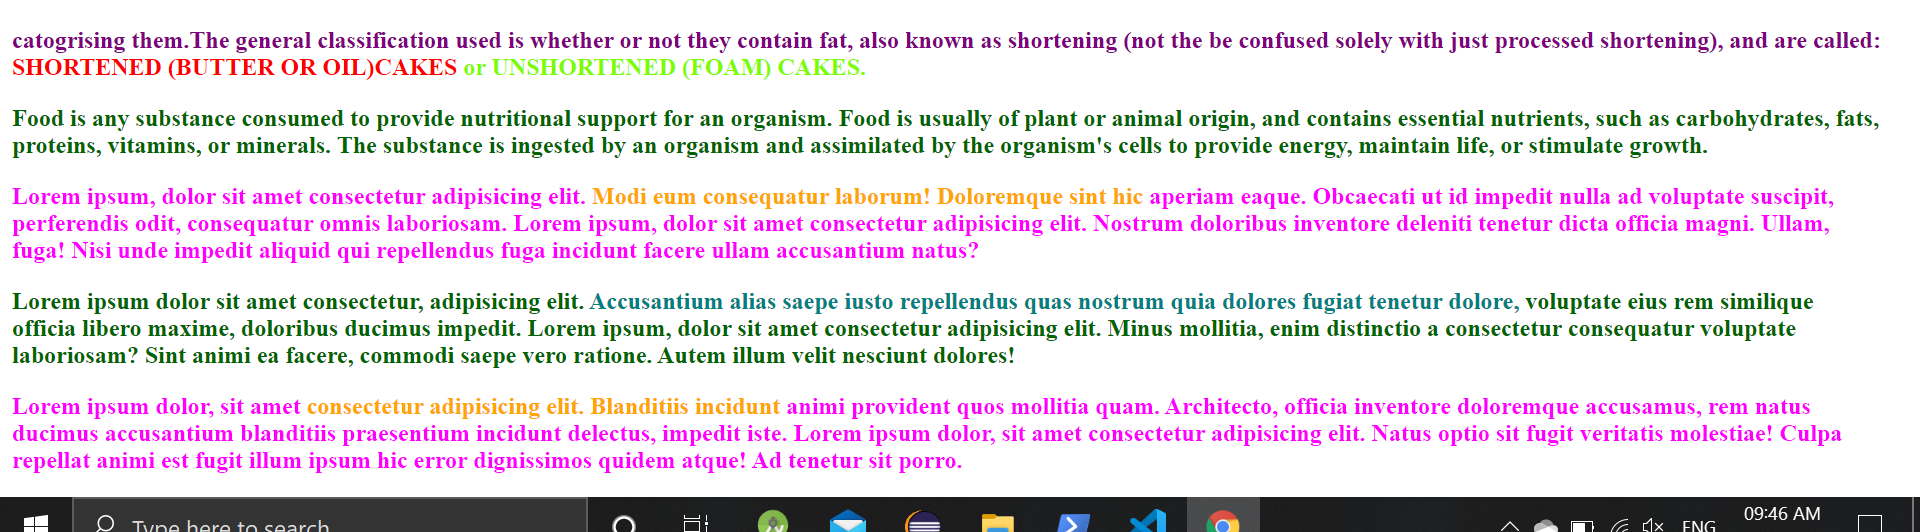 catogrising them.The general classification used is whether or not they contain fat, also known as shortening (not the be confused solely with just processed shortening), and are called:
SHORTENED (BUTTER OR OIL)CAKES or UNSHORTENED (FOAM) CAKES.
Food is any substance consumed to provide nutritional support for an organism. Food is usually of plant or animal origin, and contains essential nutrients, such as carbohydrates, fats,
proteins, vitamins, or minerals. The substance is ingested by an organism and assimilated by the organism's cells to provide energy, maintain life, or stimulate growth.
Lorem ipsum, dolor sit amet consectetur adipisicing elit. Modi eum consequatur laborum! Doloremque sint hic aperiam eaque. Obcaecati ut id impedit nulla ad voluptate suscipit,
perferendis odit, consequatur omnis laboriosam. Lorem ipsum, dolor sit amet consectetur adipisicing elit. Nostrum doloribus inventore deleniti tenetur dicta officia magni. Ullam,
fuga! Nisi unde impedit aliquid qui repellendus fuga incidunt facere ullam accusantium natus?
Lorem ipsum dolor sit amet consectetur, adipisicing elit. Accusantium alias saepe iusto repellendus quas nostrum quia dolores fugiat tenetur dolore, voluptate eius rem similique
officia libero maxime, doloribus ducimus impedit. Lorem ipsum, dolor sit amet consectetur adipisicing elit. Minus mollitia, enim distinctio a consectetur consequatur voluptate
laboriosam? Sint animi ea facere, commodi saepe vero ratione. Autem illum velit nesciunt dolores!
Lorem ipsum dolor, sit amet consectetur adipisicing elit. Blanditiis incidunt animi provident quos mollitia quam. Architecto, officia inventore doloremque accusamus, rem natus
ducimus accusantium blanditiis praesentium incidunt delectus, impedit iste. Lorem ipsum dolor, sit amet consectetur adipisicing elit. Natus optio sit fugit veritatis molestiae! Culpa
repellat animi est fugit illum ipsum hic error dignissimos quidem atque! Ad tenetur sit porro.
Type here to search
ENG
09:46 AM